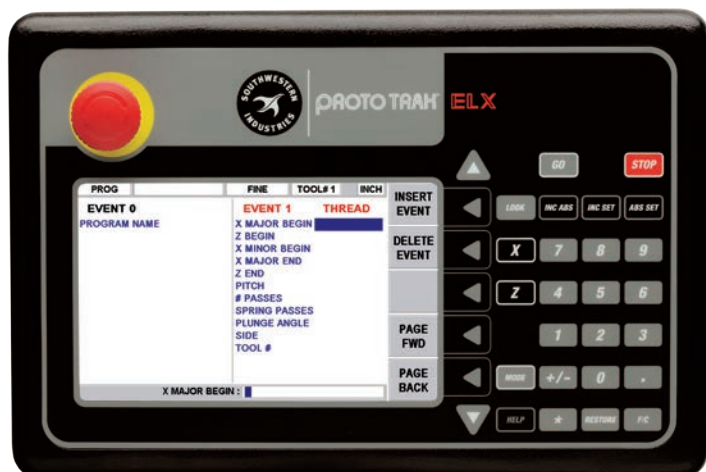 SOUTHWESTERN
INDUSTRIES
PROTOTRAK ELX
GO STOP
PROG FINE TOOL# 1 INCH
EVENT 0
PROGRAM NAME
EVENT 1 THREAD
X MAJOR BEGIN
Z BEGIN
X MINOR BEGIN
X MAJOR END
Z END
PITCH
# PASSES
SPRING PASSES
PLUNGE ANGLE
SIDE
TOOL #
X MAJOR BEGIN :
INSERT
EVENT
DELETE
EVENT
PAGE
FWD
PAGE
BACK
LOOK INC ABS INC SET ABS SET
X 7 8 9
Z 4 5 6
1 2 3
MODE +/- 0 .
HELP * RESTORE F/C